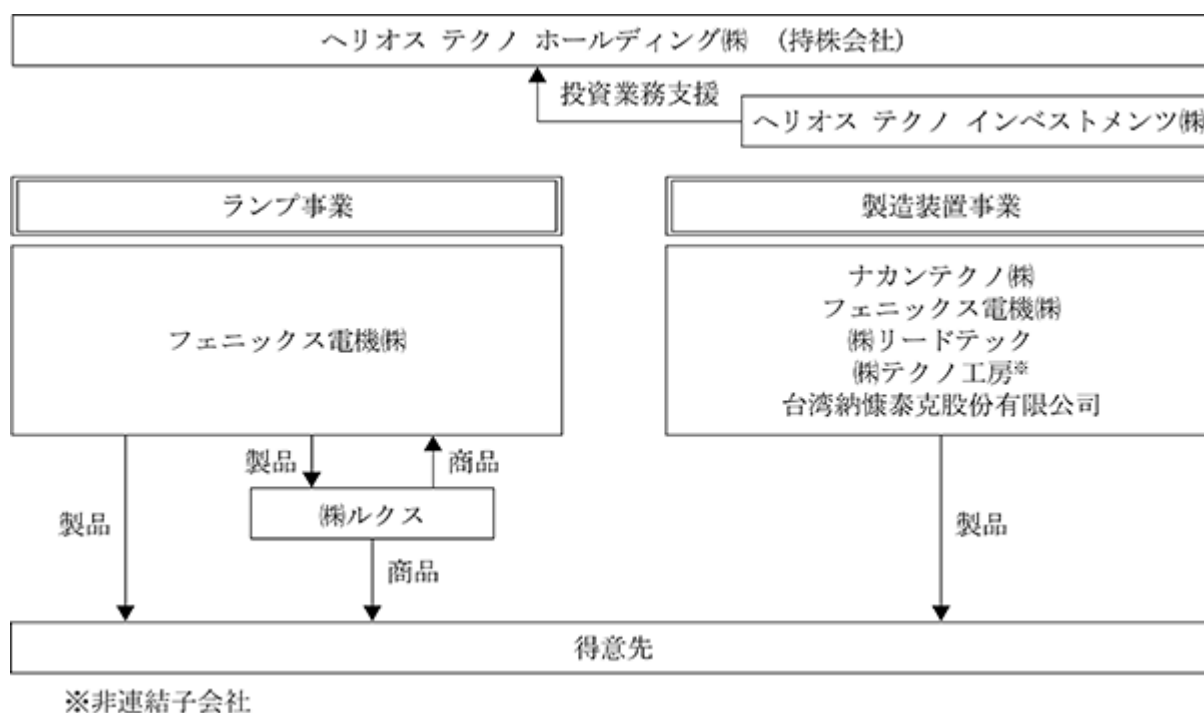 ヘリオス テクノ ホールディング㈱ (持株会社)
投資業務支援
ヘリオス テクノ インベストメンツ㈱
ランプ事業
製造装置事業
フェニックス電機㈱
ナカンテクノ㈱
フェニックス電機㈱
㈱リードテック
㈱テクノ工房※
台湾納慷泰克股份有限公司
製品
商品
㈱ルクス
製品
商品
製品
得意先
※非連結子会社